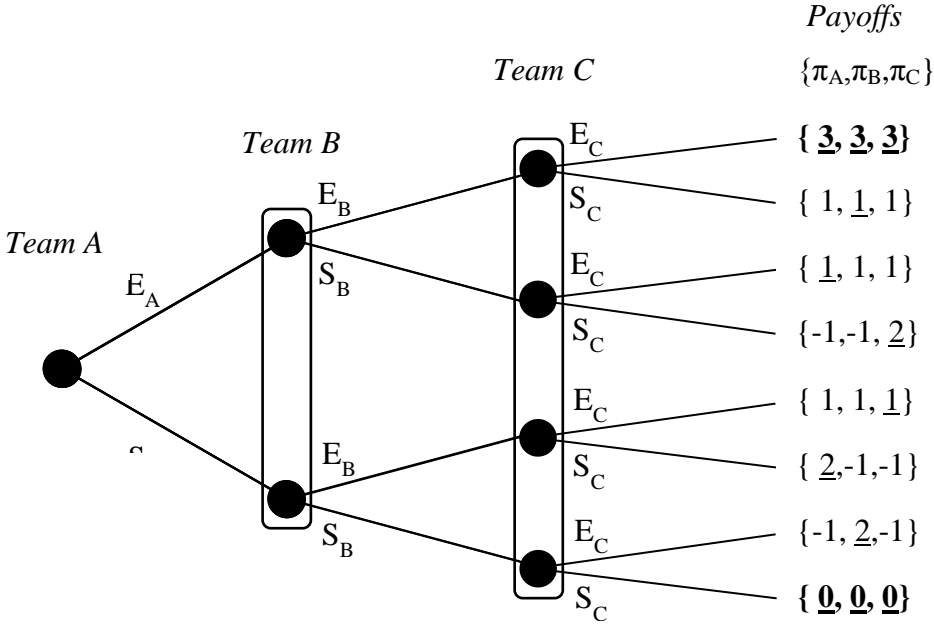 Payoffs
{πA,πB,πC}
Team C
Team B
Team A
EA
EB
SB
EB
SB
EC
SC
EC
SC
EC
SC
EC
SC
{ 3, 3, 3}
{ 1, 1, 1}
{ 1, 1, 1}
{-1,-1, 2}
{ 1, 1, 1}
{ 2,-1,-1}
{-1, 2,-1}
{ 0, 0, 0}